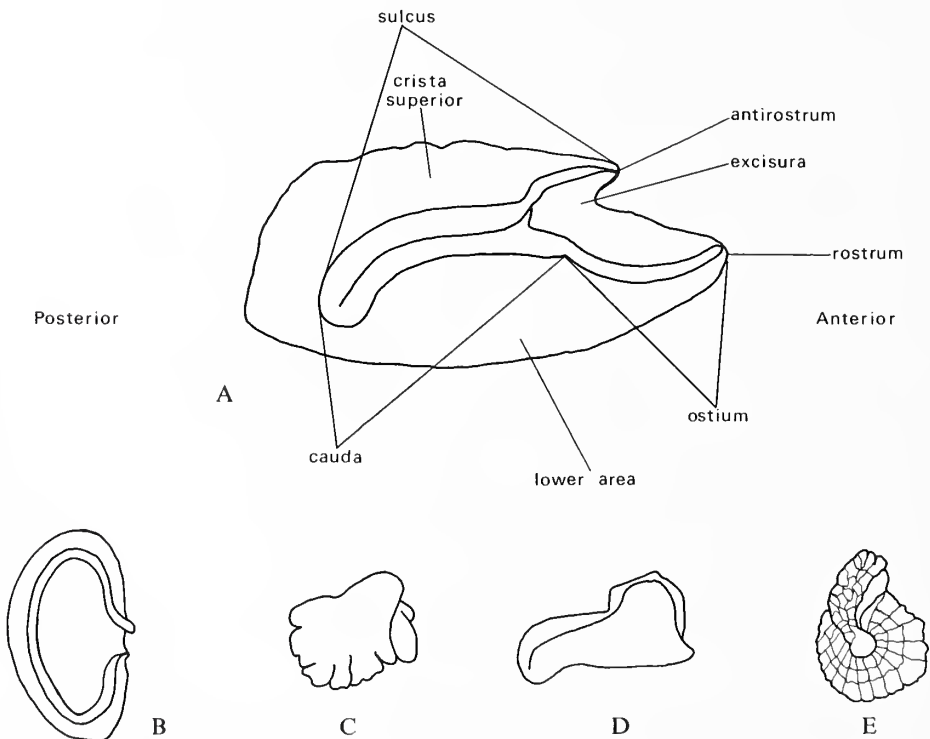 sulcus
crista
superior
antirostrum
excisura
rostrum
Posterior
Anterior
A
ostium
cauda
lower area
B
C
D
E